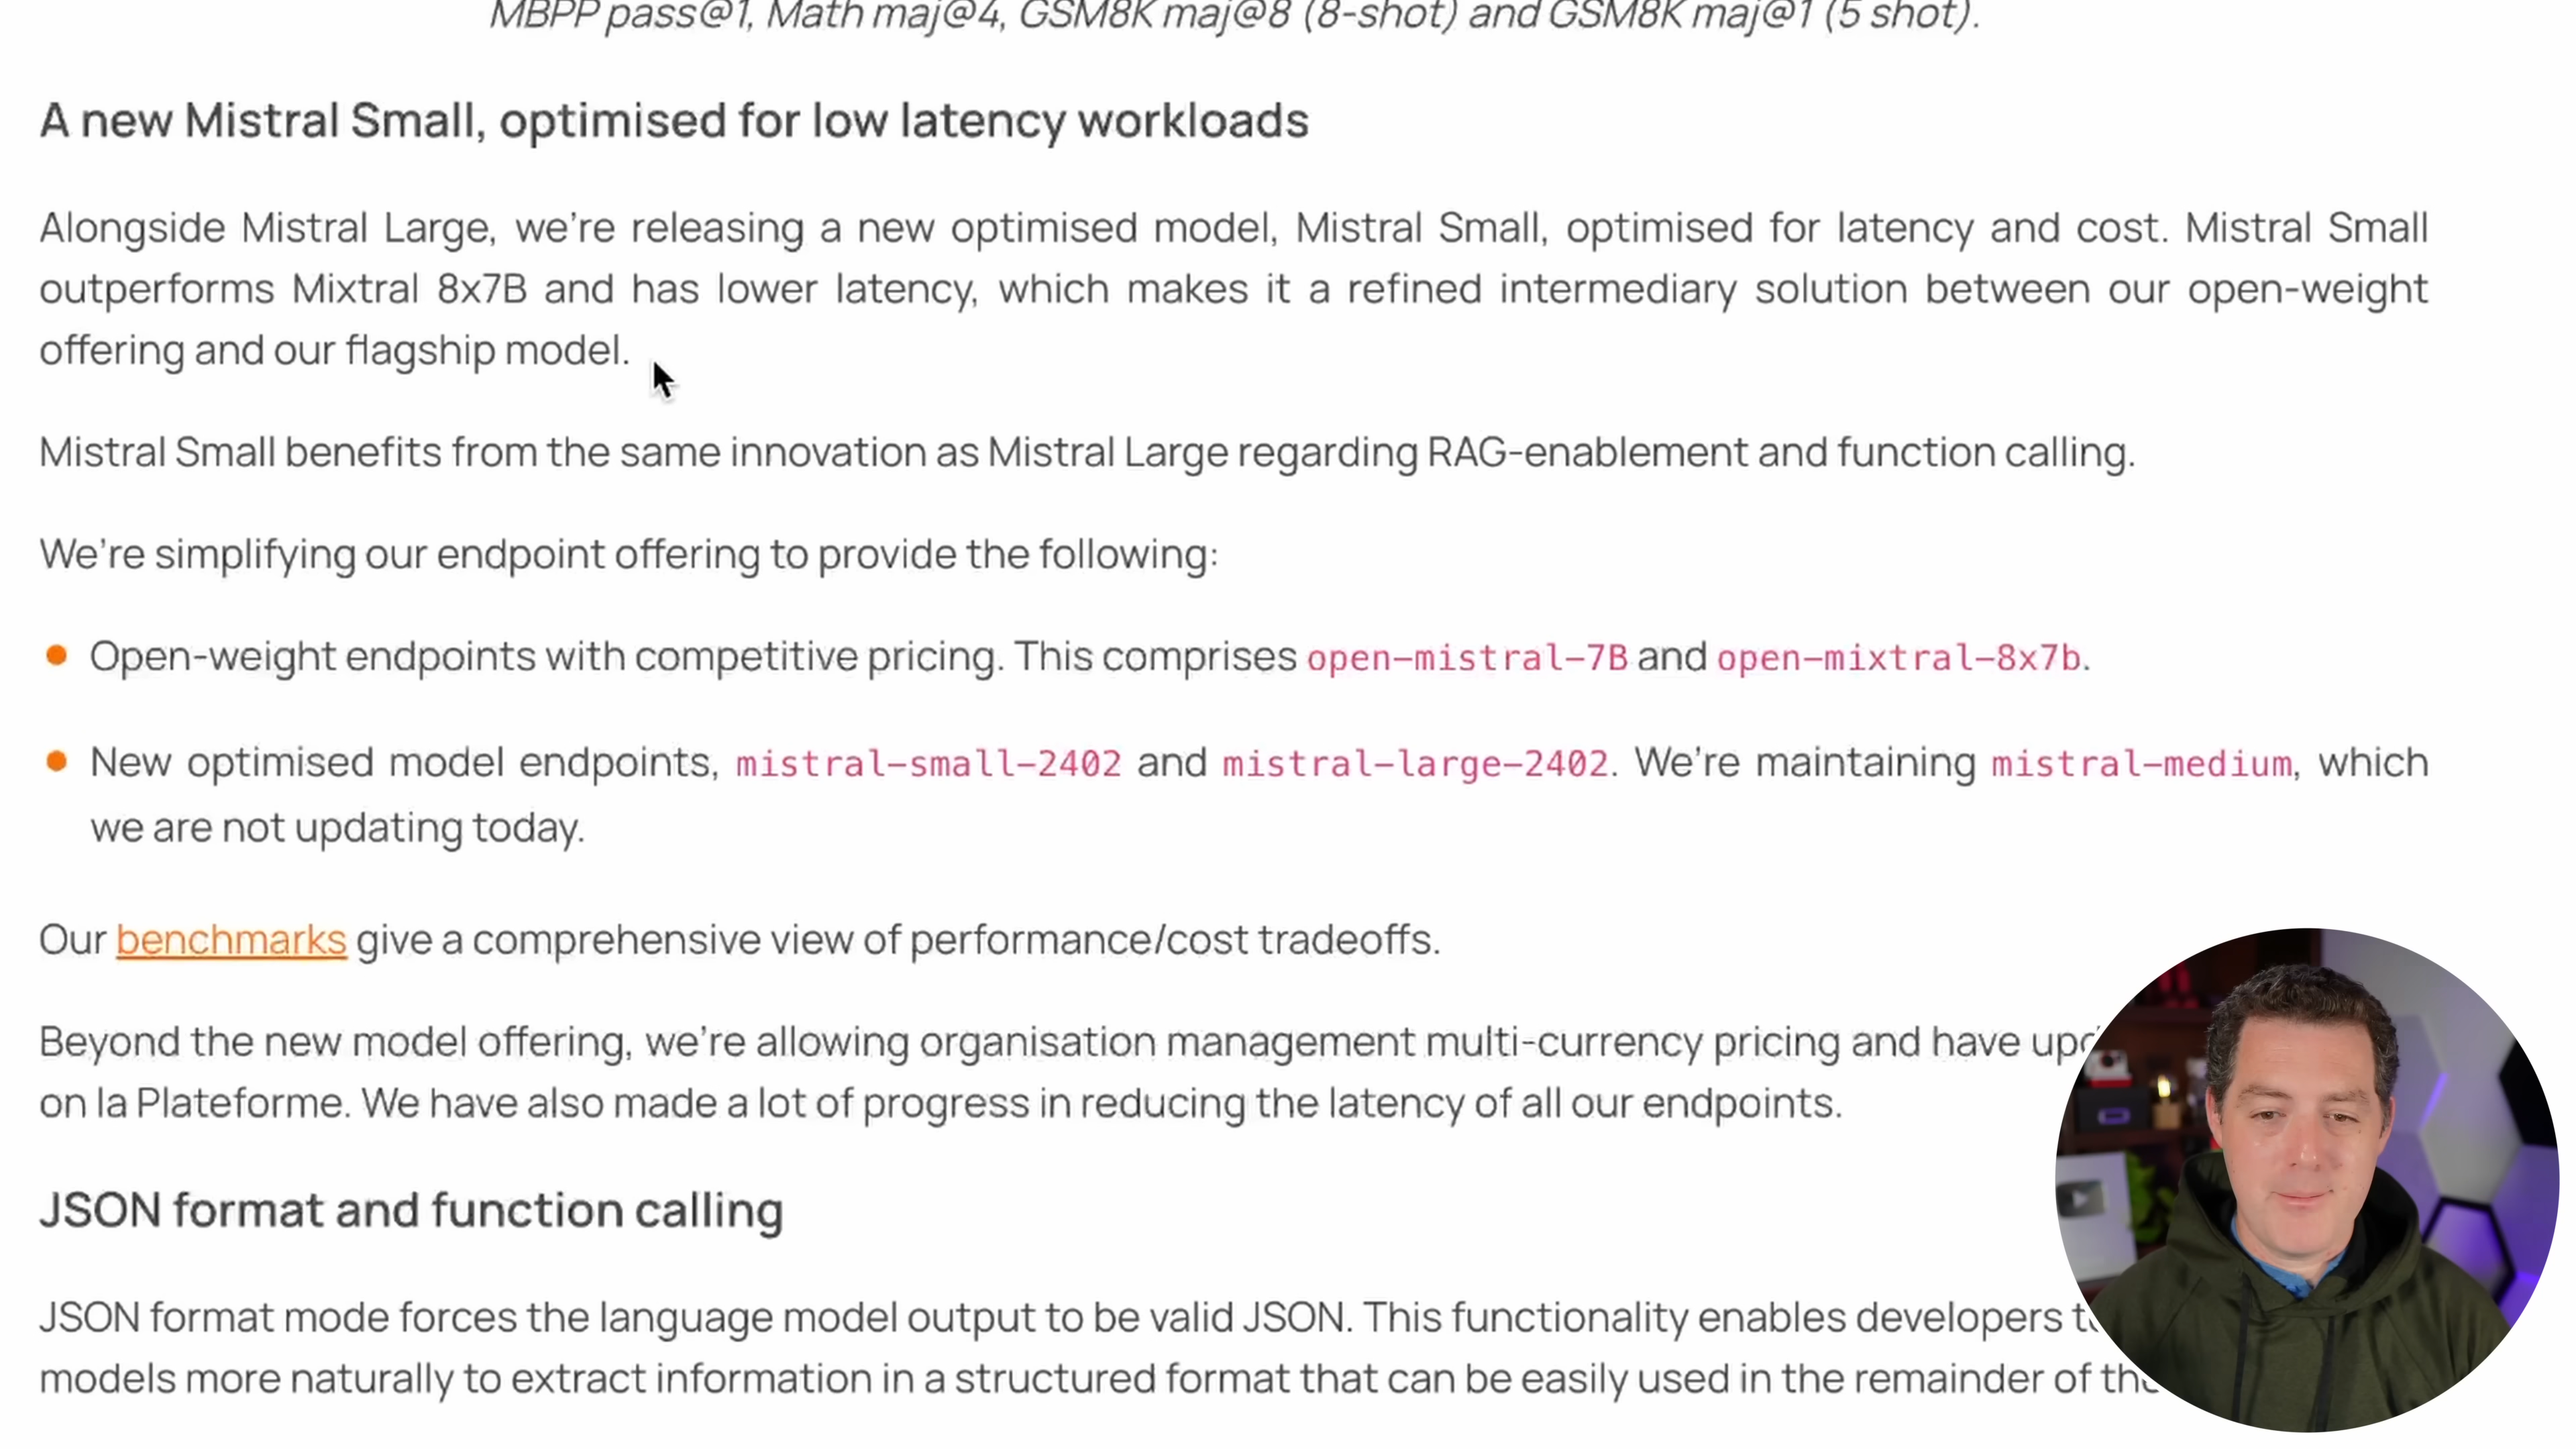 MBPP pass@1, Math maj@4, GSM8K maj@8 (8-shot) and GSM8K maj@1 (5 shot).
A new Mistral Small, optimised for low latency workloads
Alongside Mistral Large, we’re releasing a new optimised model, Mistral Small, optimised for latency and cost. Mistral Small
outperforms Mixtral 8x7B and has lower latency, which makes it a refined intermediary solution between our open-weight
offering and our flagship model.
Mistral Small benefits from the same innovation as Mistral Large regarding RAG-enablement and function calling.
We’re simplifying our endpoint offering to provide the following:
Open-weight endpoints with competitive pricing. This comprises open-mistral-7B and open-mixtral-8x7b.
New optimised model endpoints, mistral-small-2402 and mistral-large-2402. We’re maintaining mistral-medium, which
we are not updating today.
Our benchmarks give a comprehensive view of performance/cost tradeoffs.
Beyond the new model offering, we’re allowing organisation management multi-currency pricing and have
on la Plateforme. We have also made a lot of progress in reducing the latency of all our endpoints.
JSON format and function calling
JSON format mode forces the language model output to be valid JSON. This functionality enables developers
models more naturally to extract information in a structured format that can be easily used in the remainder of